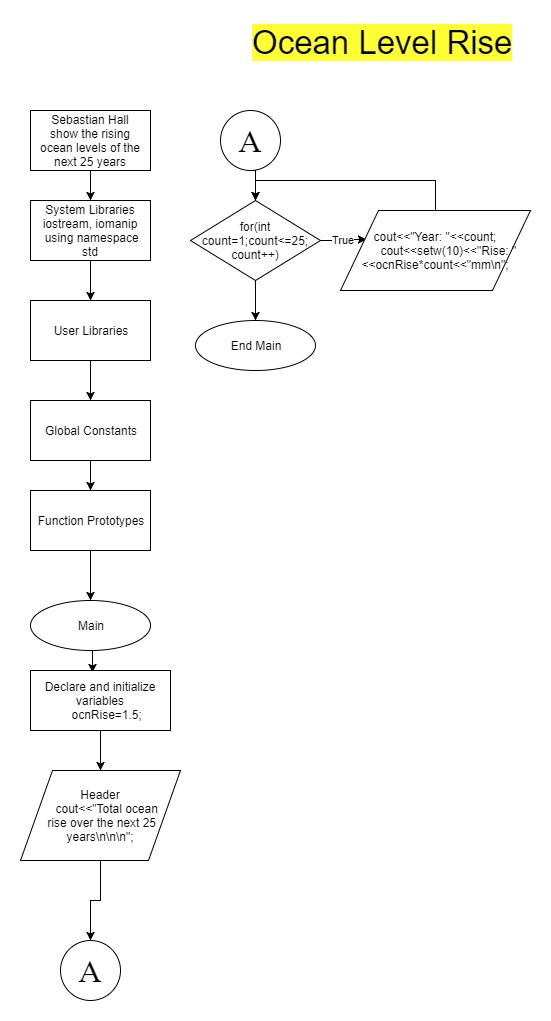 Ocean Level Rise
Sebastian Hall
show the rising
ocean levels of the
next 25 years
System Libraries
iostream, iomanip
using namespace
std
User Libraries
Global Constants
Function Prototypes
Main
Declare and initialize
variables
ocnRise=1.5;
Header
cout<<"Total ocean
rise over the next 25
years\n\n\n";
A
A
for(int
count=1;count<=25;
count++)
True
cout<<"Year: "<<count;
cout<<setw(10)<<"Rise: "
<<ocnRise*count<<"mm\n";
End Main